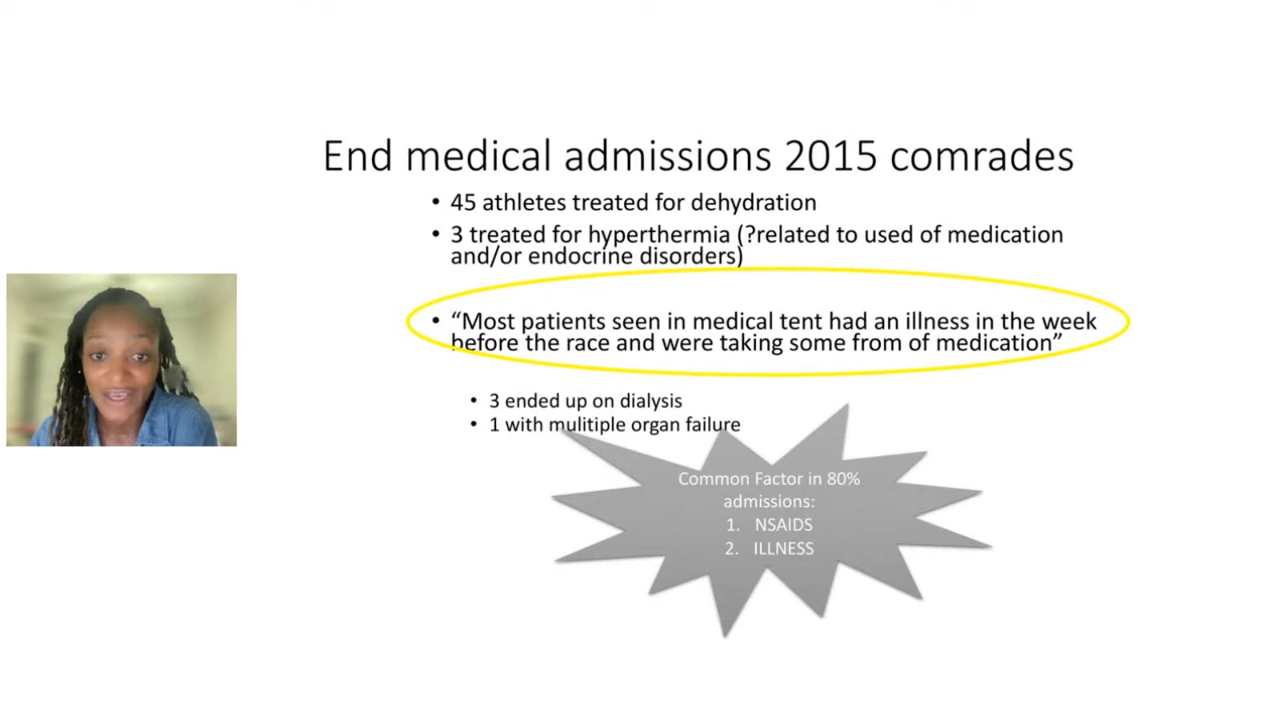 End medical admissions 2015 comrades
• 45 athletes treated for dehydration
• 3 treated for hyperthermia (?related to used of medication
and/or endocrine disorders)
• “Most patients seen in medical tent had an illness in the week
before the race and were taking some from of medication”
• 3 ended up on dialysis
• 1 with mulitiple organ failure
Common Factor in 80%
admissions:
1. NSAIDS
2. ILLNESS